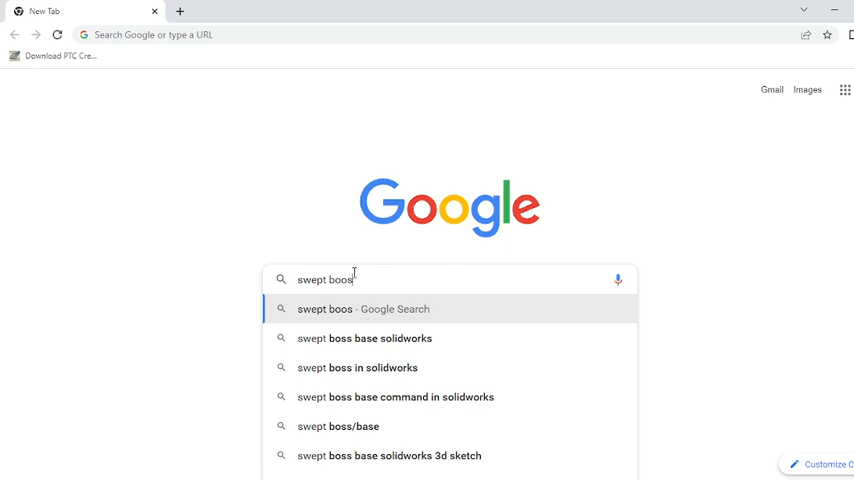 New Tab
Search Google or type a URL
Download PTC Cre...
Gmail Images
Google
swept boos
swept boos - Google Search
swept boss base solidworks
swept boss in solidworks
swept boss base command in solidworks
swept boss/base
swept boss base solidworks 3d sketch
Customize C